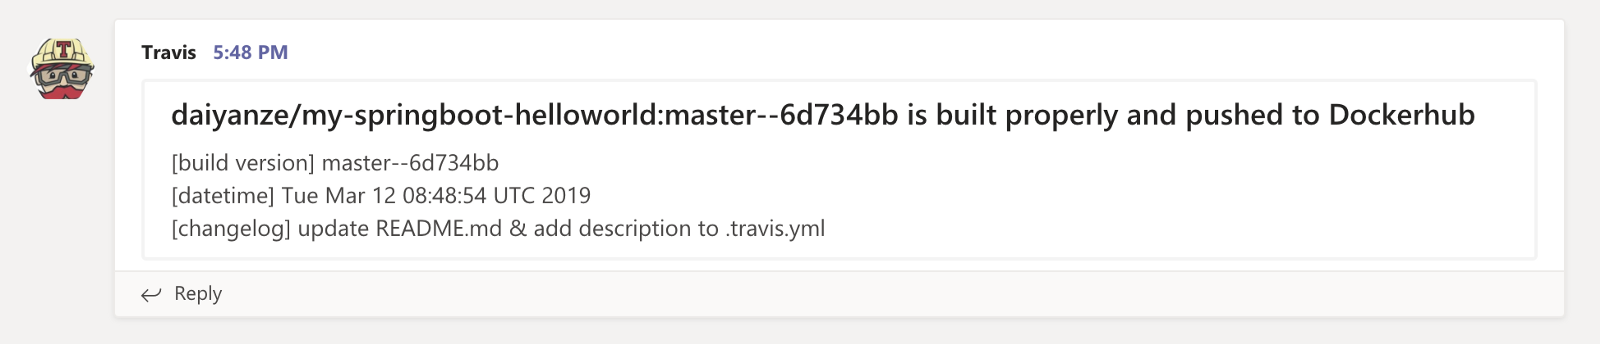 T
Travis 5:48 PM
daiyanze/my-springboot-helloworld:master--6d734bb is built properly and pushed to Dockerhub
[build version] master--6d734bb
[datetime] Tue Mar 12 08:48:54 UTC 2019
[changelog] update README.md & add description to .travis.yml
Reply